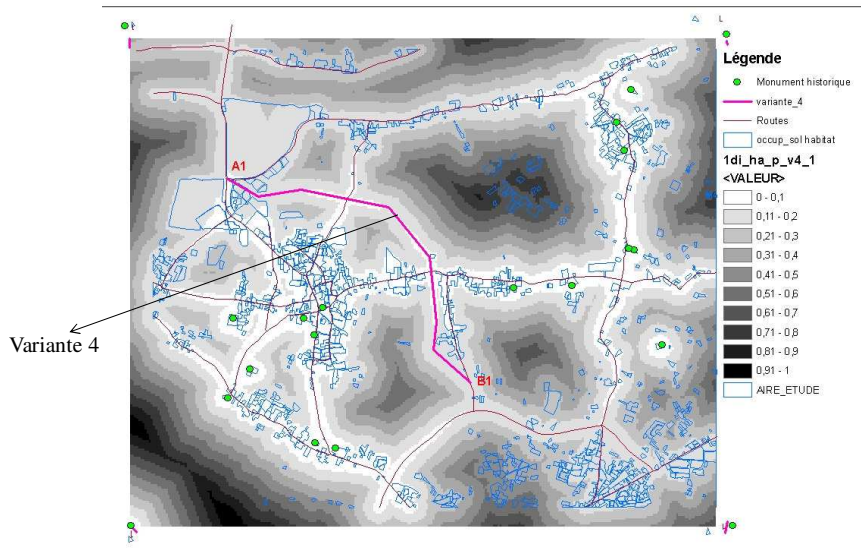 Légende
Monument historique
variante_4
Routes
occup_sol habitat
1di_ha_p_v4_1
<VALEUR>
0 - 0,1
0,11 - 0,2
0,21 - 0,3
0,31 - 0,4
0,41 - 0,5
0,51 - 0,6
0,61 - 0,7
0,71 - 0,8
0,81 - 0,9
0,91 - 1
AIRE_ETUDE
A1
B1
Variante 4